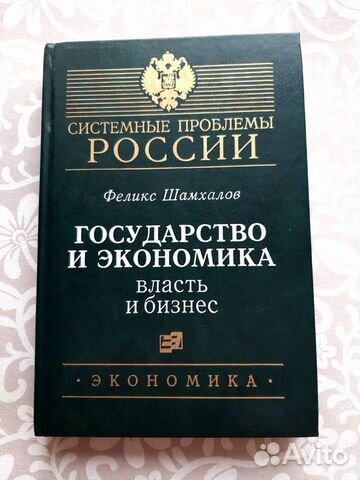 СИСТЕМНЫЕ ПРОБЛЕМЫ
РОССИИ
Феликс Шамхалов
ГОСУДАРСТВО
И ЭКОНОМИКА
власть
и бизнес
· ЭКОНОМИКА ·
Avito